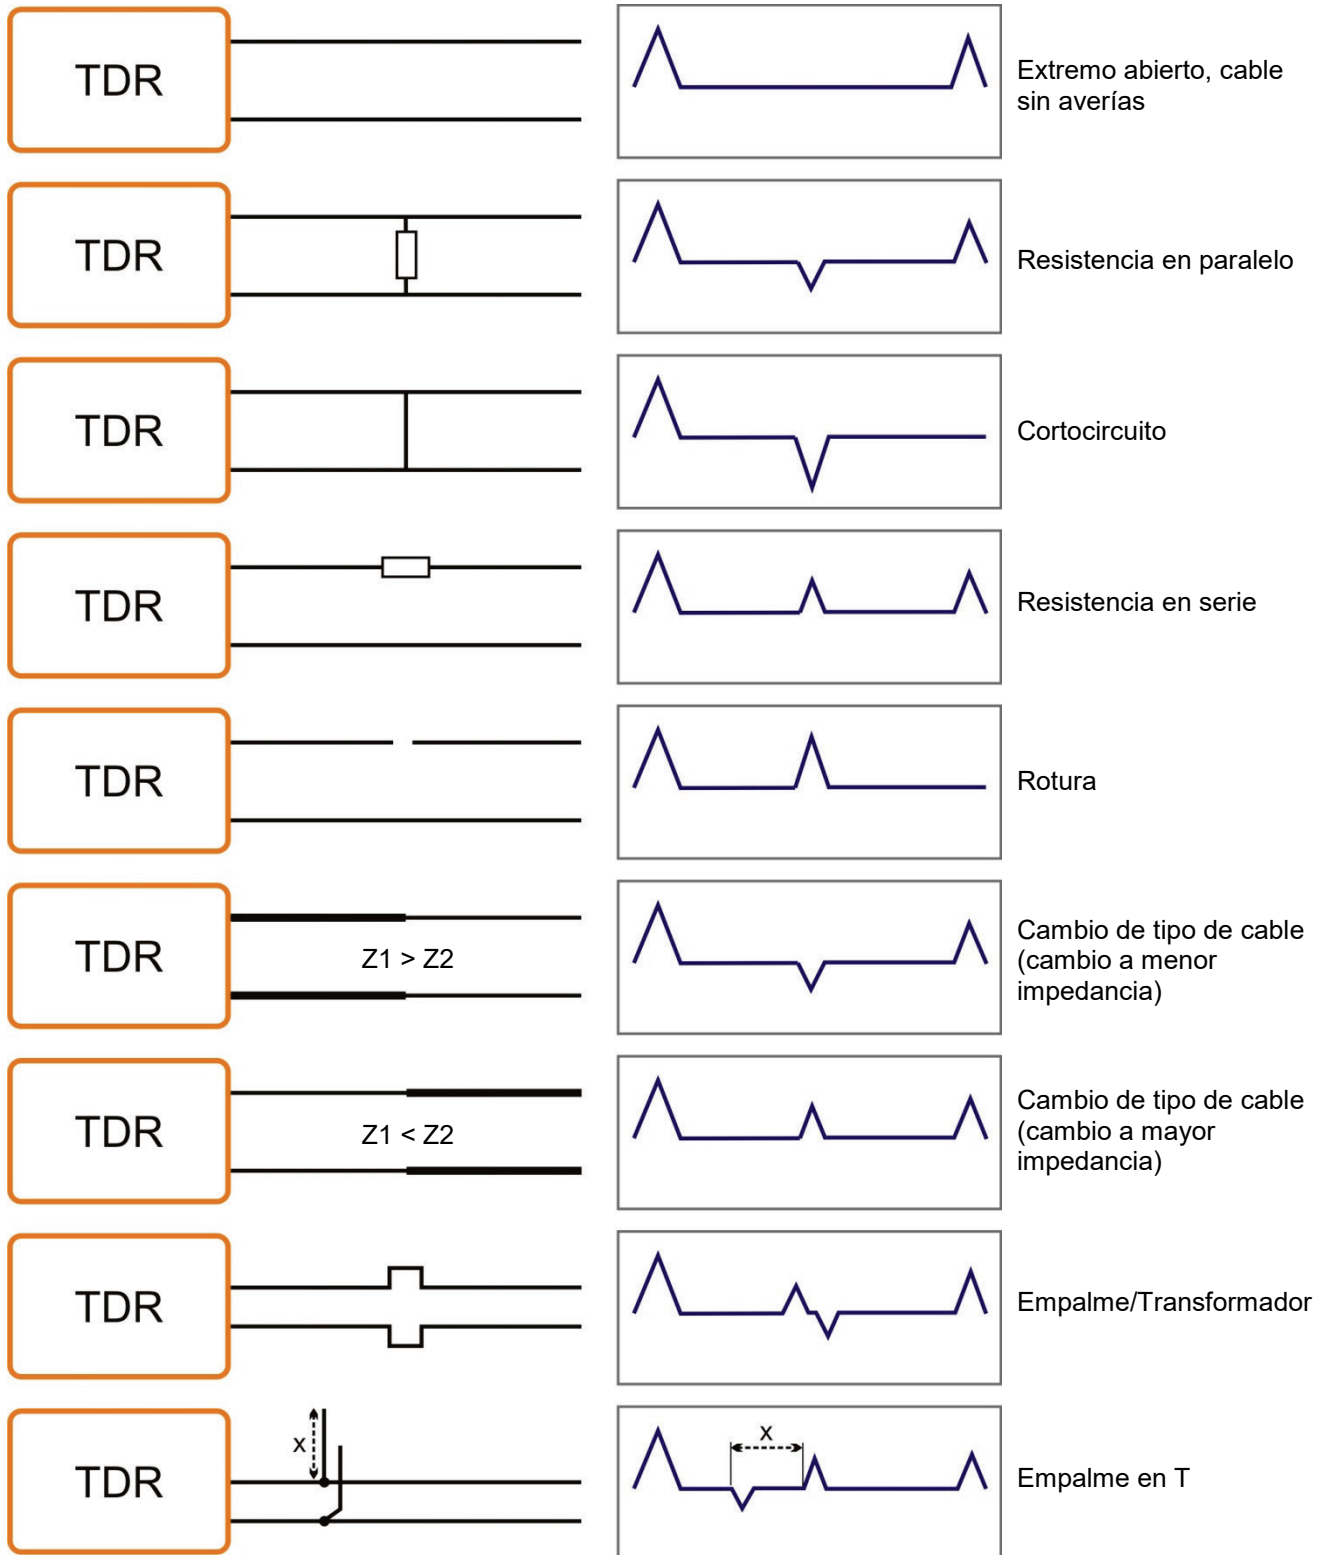 TDR
Extremo abierto, cable
sin averías
TDR
Resistencia en paralelo
TDR
Cortocircuito
TDR
Resistencia en serie
TDR
Rotura
TDR
Z1 > Z2
Cambio de tipo de cable
(cambio a menor
impedancia)
TDR
Z1 < Z2
Cambio de tipo de cable
(cambio a mayor
impedancia)
TDR
Empalme/Transformador
TDR
x
x
Empalme en T